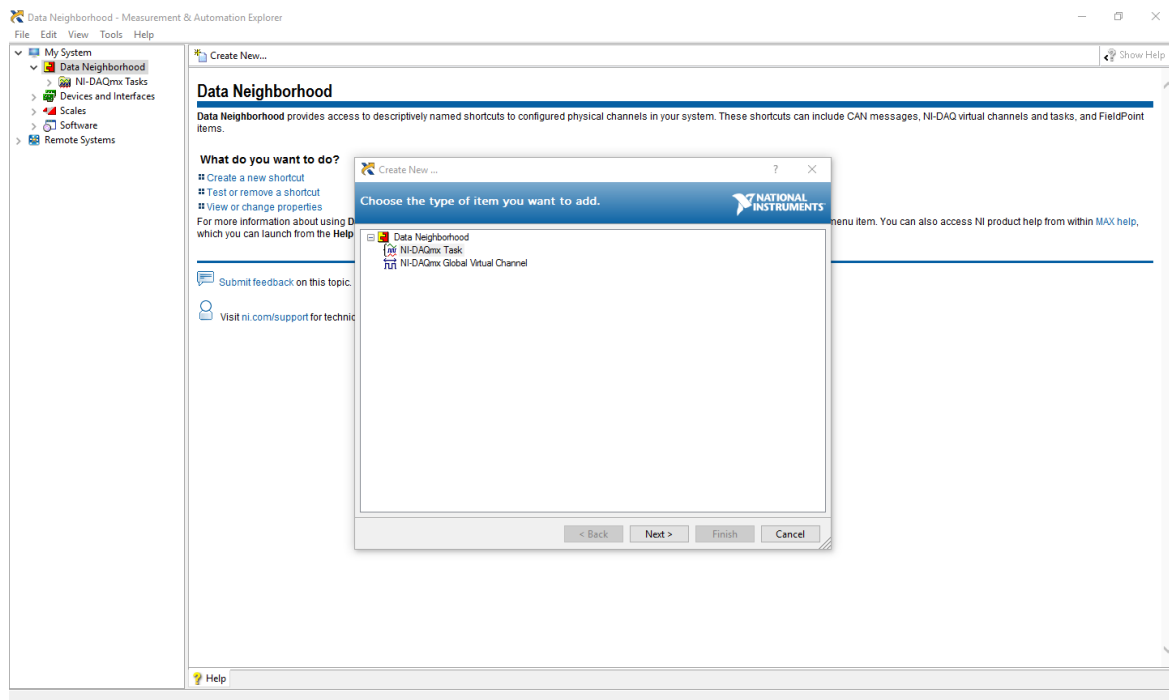 Data Neighborhood - Measurement & Automation Explorer
File Edit View Tools Help
My System
Data Neighborhood
NI-DAQmx Tasks
Devices and Interfaces
Scales
Software
Remote Systems
Create New...
Show Help
Data Neighborhood
Data Neighborhood provides access to descriptively named shortcuts to configured physical channels in your system. These shortcuts can include CAN messages, NI-DAQ virtual channels and tasks, and FieldPoint
items.
What do you want to do?
Create a new shortcut
Test or remove a shortcut
View or change properties
For more information about using D
enu item. You can also access NI product help from within MAX help,
which you can launch from the Help
Submit feedback on this topic.
Visit ni.com/support for technic
Create New ...
?
Choose the type of item you want to add.
NATIONAL
INSTRUMENTS
Data Neighborhood
NI-DAQmx Task
NI-DAQmx Global Virtual Channel
< Back Next > Finish Cancel
Help